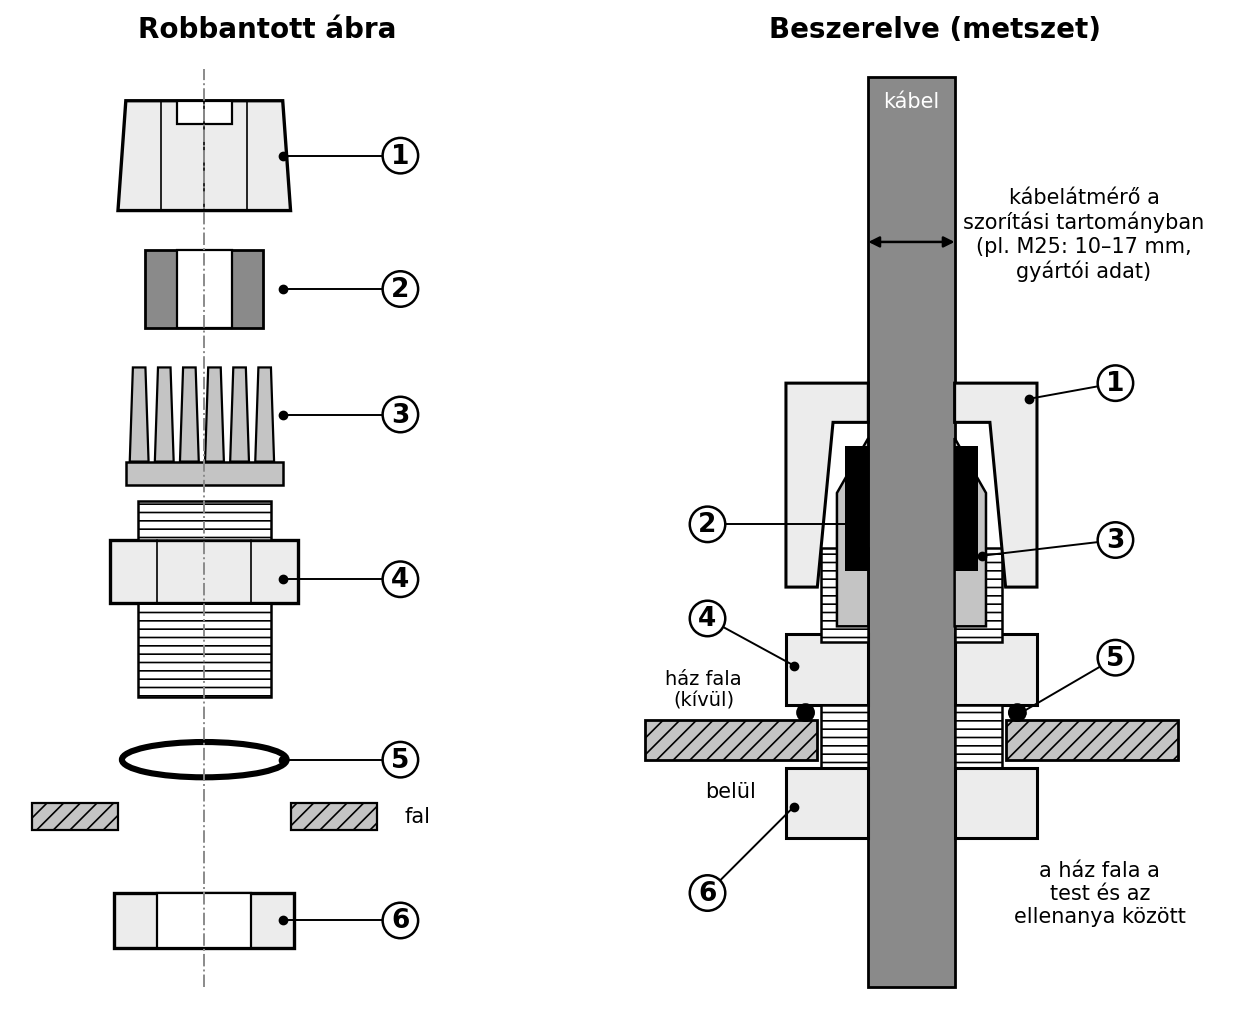 Robbantott ábra
1
2
3
4
5
fal
6
Beszerelve (metszet)
kábel
kábelátmérő a
szorítási tartományban
(pl. M25: 10–17 mm,
gyártói adat)
1
2
3
4
5
ház fala
(kívül)
belül
6
a ház fala a
test és az
ellenanya között